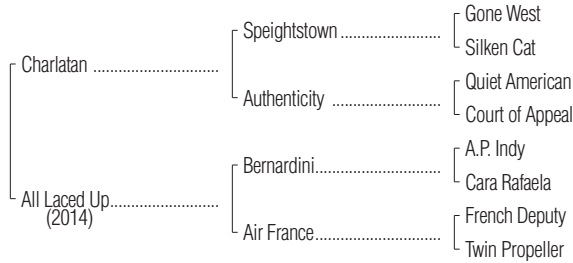 Gone West
Speightstown
Silken Cat
Charlatan
Quiet American
Authenticity
Court of Appeal
A.P. Indy
Bernardini
Cara Rafaela
All Laced Up
(2014)
French Deputy
Air France
Twin Propeller